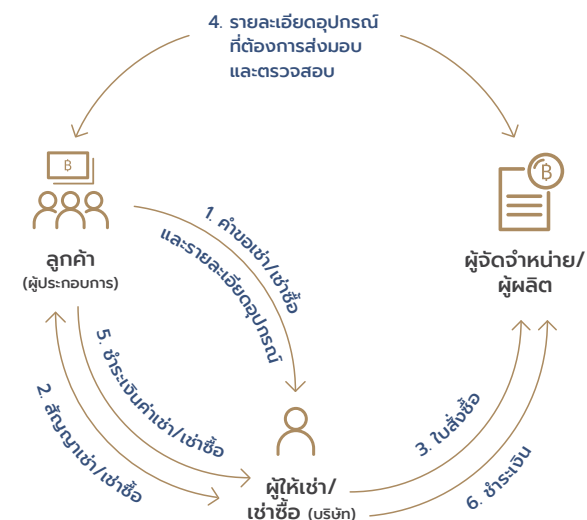 4. รายละเอียดอุปกรณ์
ที่ต้องการส่งมอบ
และตรวจสอบ
฿
฿
ลูกค้า
(ผู้ประกอบการ)
1. คำขอเช่า/เช่าซื้อ
และรายละเอียดอุปกรณ์
ผู้จัดจำหน่าย/
ผู้ผลิต
5. ชำระเงินค่าเช่า/เช่าซื้อ
2. สัญญาเช่า/เช่าซื้อ
3. ใบสั่งซื้อ
6. ชำระเงิน
ผู้ให้เช่า/
เช่าซื้อ (บริษัท)